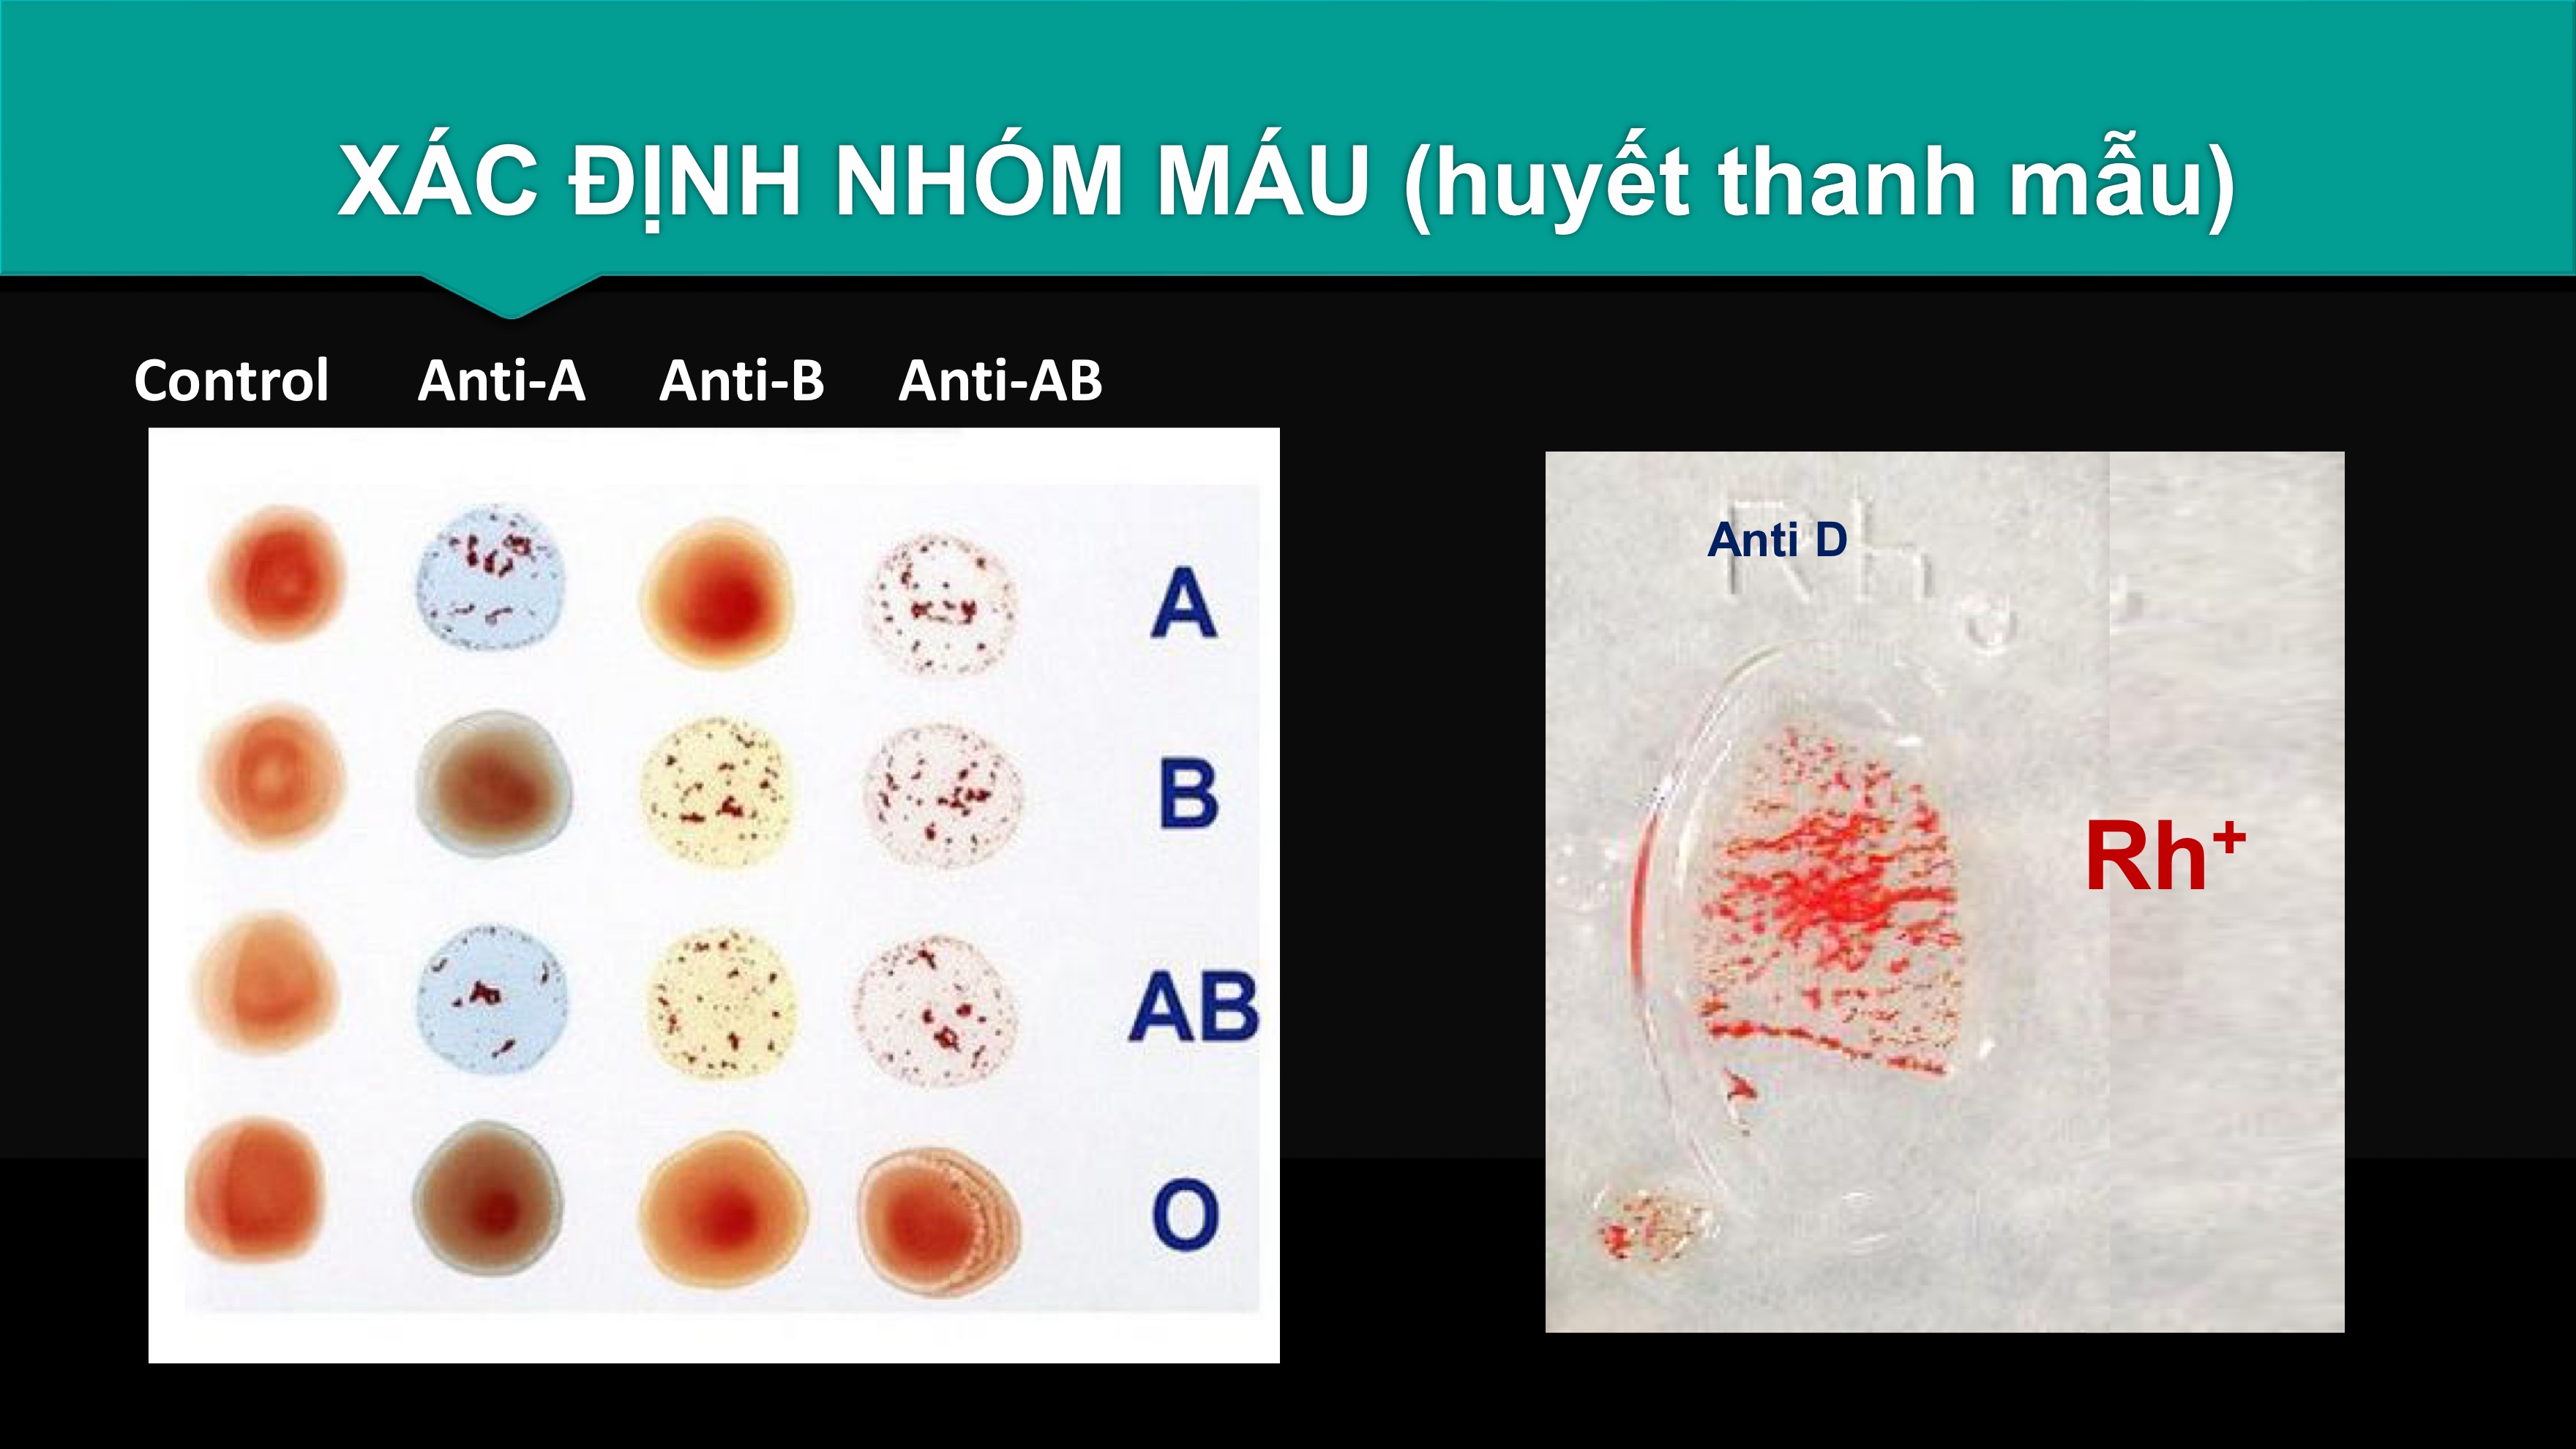 XÁC ĐỊNH NHÓM MÁU (huyết thanh mẫu)
Control Anti-A Anti-B Anti-AB
A
B
AB
O
Anti D
Rh
Rh⁺